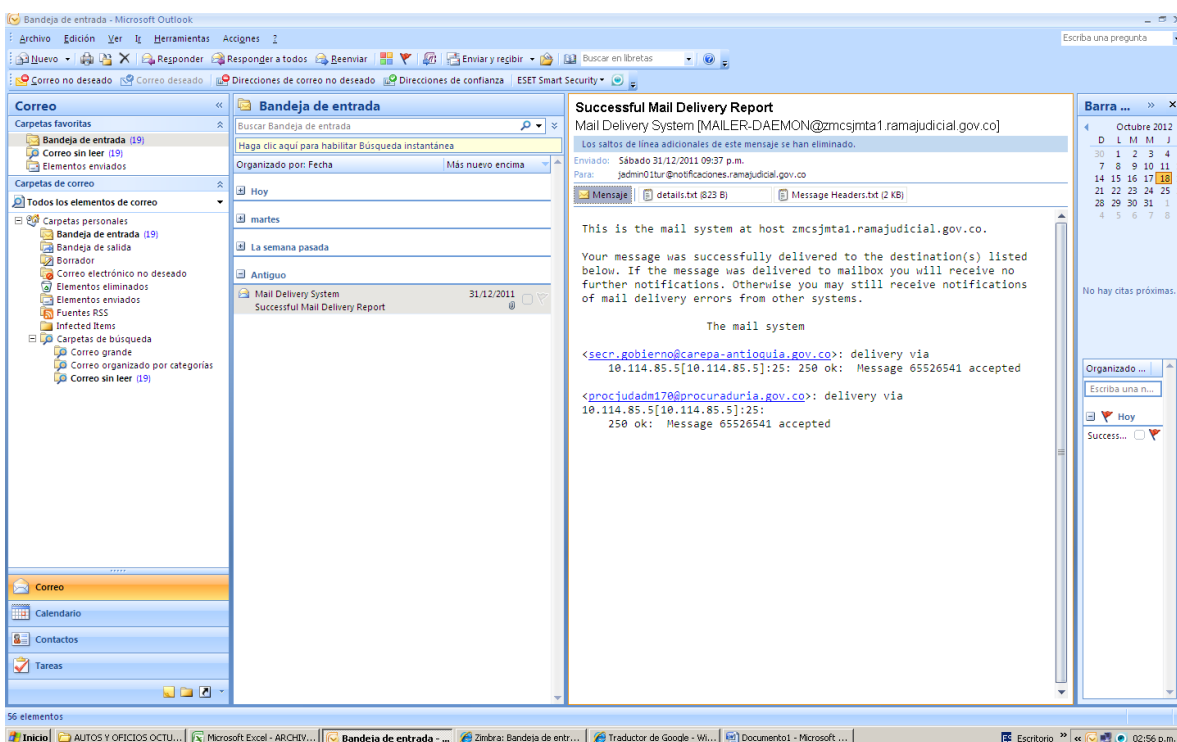 Bandeja de entrada - Microsoft Outlook
Archivo Edición Ver Ir Herramientas Acciones ?
Escriba una pregunta
Nuevo Responder Responder a todos Reenviar Enviar y recibir Buscar en libretas
Correo no deseado Correo deseado Direcciones de correo no deseado Direcciones de confianza ESET Smart Security
Correo
Carpetas favoritas
Bandeja de entrada (19)
Correo sin leer (19)
Elementos enviados
Carpetas de correo
Todos los elementos de correo
Carpetas personales
Bandeja de entrada (19)
Bandeja de salida
Borrador
Correo electrónico no deseado
Elementos eliminados
Elementos enviados
Fuentes RSS
Infected Items
Carpetas de búsqueda
Correo grande
Correo organizado por categorías
Correo sin leer (19)
Correo
Calendario
Contactos
Tareas
Bandeja de entrada
Buscar Bandeja de entrada
Haga clic aquí para habilitar Búsqueda instantánea
Organizado por: Fecha Más nuevo encima
Hoy
martes
La semana pasada
Antiguo
Mail Delivery System 31/12/2011
Successful Mail Delivery Report
Successful Mail Delivery Report
Mail Delivery System [MAILER-DAEMON@zmcsjmta1.ramajudicial.gov.co]
Los saltos de línea adicionales de este mensaje se han eliminado.
Enviado: Sábado 31/12/2011 09:37 p.m.
Para: jadmin01tur@notificaciones.ramajudicial.gov.co
Mensaje details.txt (823 B) Message Headers.txt (2 KB)
This is the mail system at host zmcsjmta1.ramajudicial.gov.co.
Your message was successfully delivered to the destination(s) listed
below. If the message was delivered to mailbox you will receive no
further notifications. Otherwise you may still receive notifications
of mail delivery errors from other systems.
The mail system
<secr.gobierno@carepa-antioquia.gov.co>: delivery via
10.114.85.5[10.114.85.5]:25: 250 ok: Message 65526541 accepted
<procjudadm170@procuraduria.gov.co>: delivery via
10.114.85.5[10.114.85.5]:25:
250 ok: Message 65526541 accepted
Barra ...
Octubre 2012
D L M M J
30 1 2 3 4
7 8 9 10 11
14 15 16 17 18
21 22 23 24 25
28 29 30 31 1
4 5 6 7 8
No hay citas próximas.
Organizado ...
Escriba una n...
Hoy
Success...
56 elementos
Inicio AUTOS Y OFICIOS OCTU... Microsoft Excel - ARCHIV... Bandeja de entrada - ... Zimbra: Bandeja de entr... Traductor de Google - Wi... Documento1 - Microsoft ... ES Escritorio 02:56 p.m.